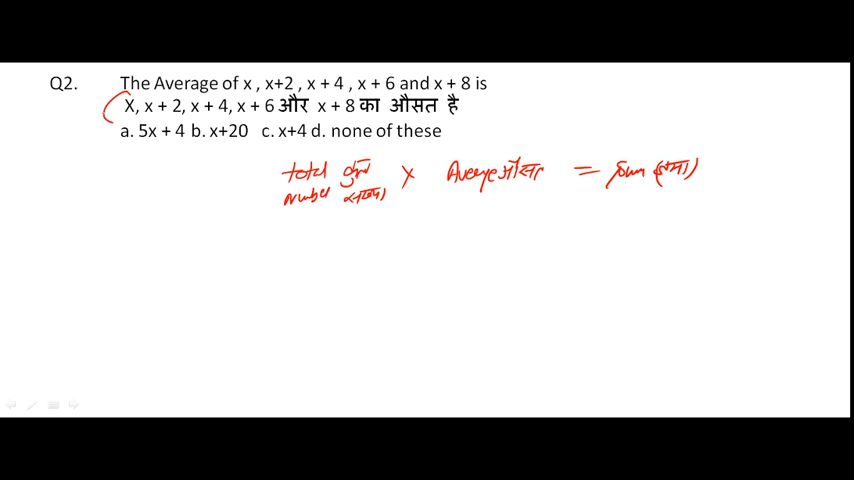 Q2. The Average of x , x+2 , x + 4 , x + 6 and x + 8 is
X, x + 2, x + 4, x + 6 और x + 8 का औसत है
a. 5x + 4 b. x+20 c. x+4 d. none of these
total कुल × Average औसत = Sum
Number संख्या